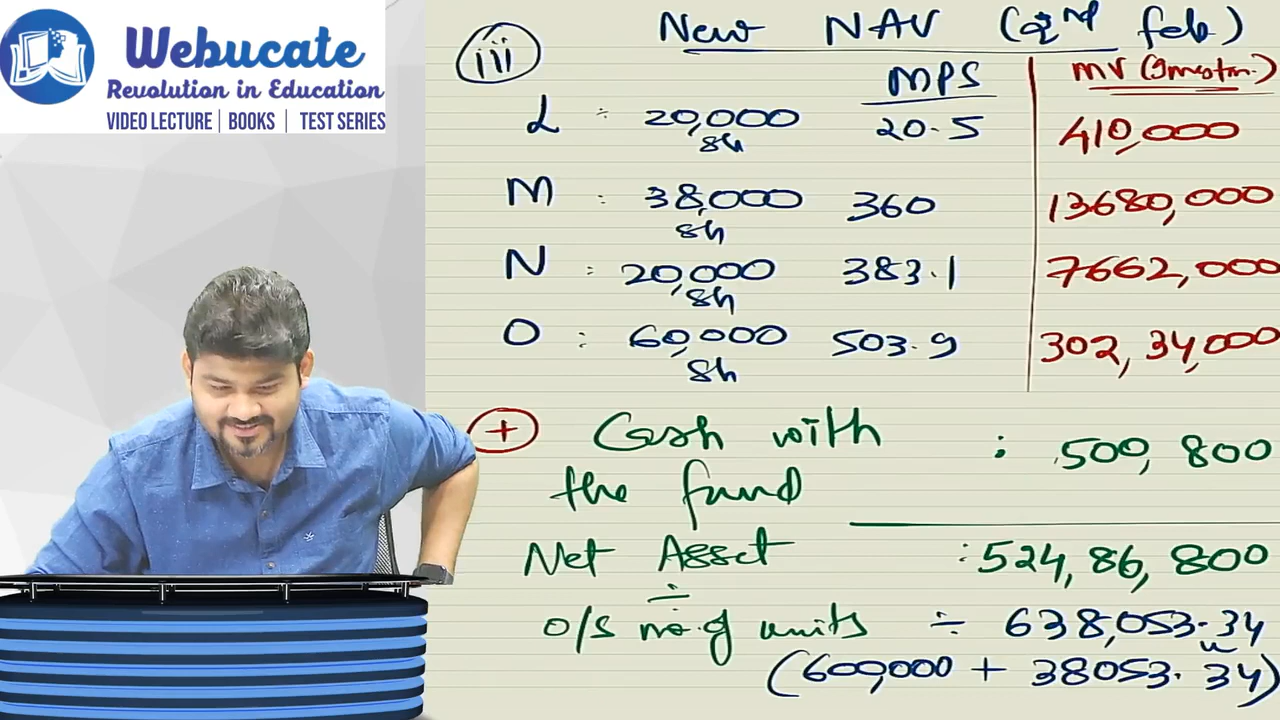 Webucate
Revolution in Education
VIDEO LECTURE | BOOKS | TEST SERIES
iii New NAV (2nd feb)
MPS MV (Investm.)
L : 20,000 sh 20.5 410,000
M : 38,000 sh 360 13680,000
N : 20,000 sh 383.1 7662,000
O : 60,000 sh 503.9 302,34,000
+ Cash with : 500,800
the fund
Net Asset : 524,86,800
÷
o/s no. of units ÷ 638,053.34
(600,000 + 38053.34)